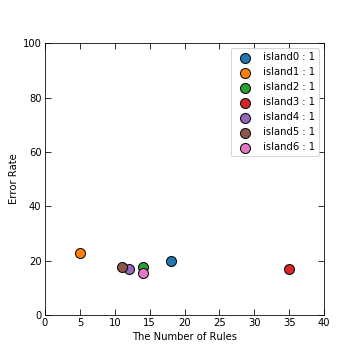 100
80
60
40
20
0
Error Rate
island0 : 1
island1 : 1
island2 : 1
island3 : 1
island4 : 1
island5 : 1
island6 : 1
0 5 10 15 20 25 30 35 40
The Number of Rules